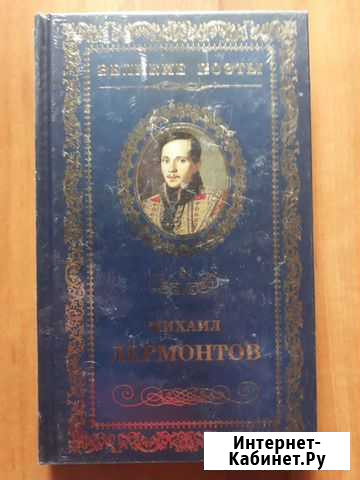 ВЕЛИКИЕ ПОЭТЫ
МИХАИЛ
ЛЕРМОНТОВ
Интернет-
Кабинет.Ру